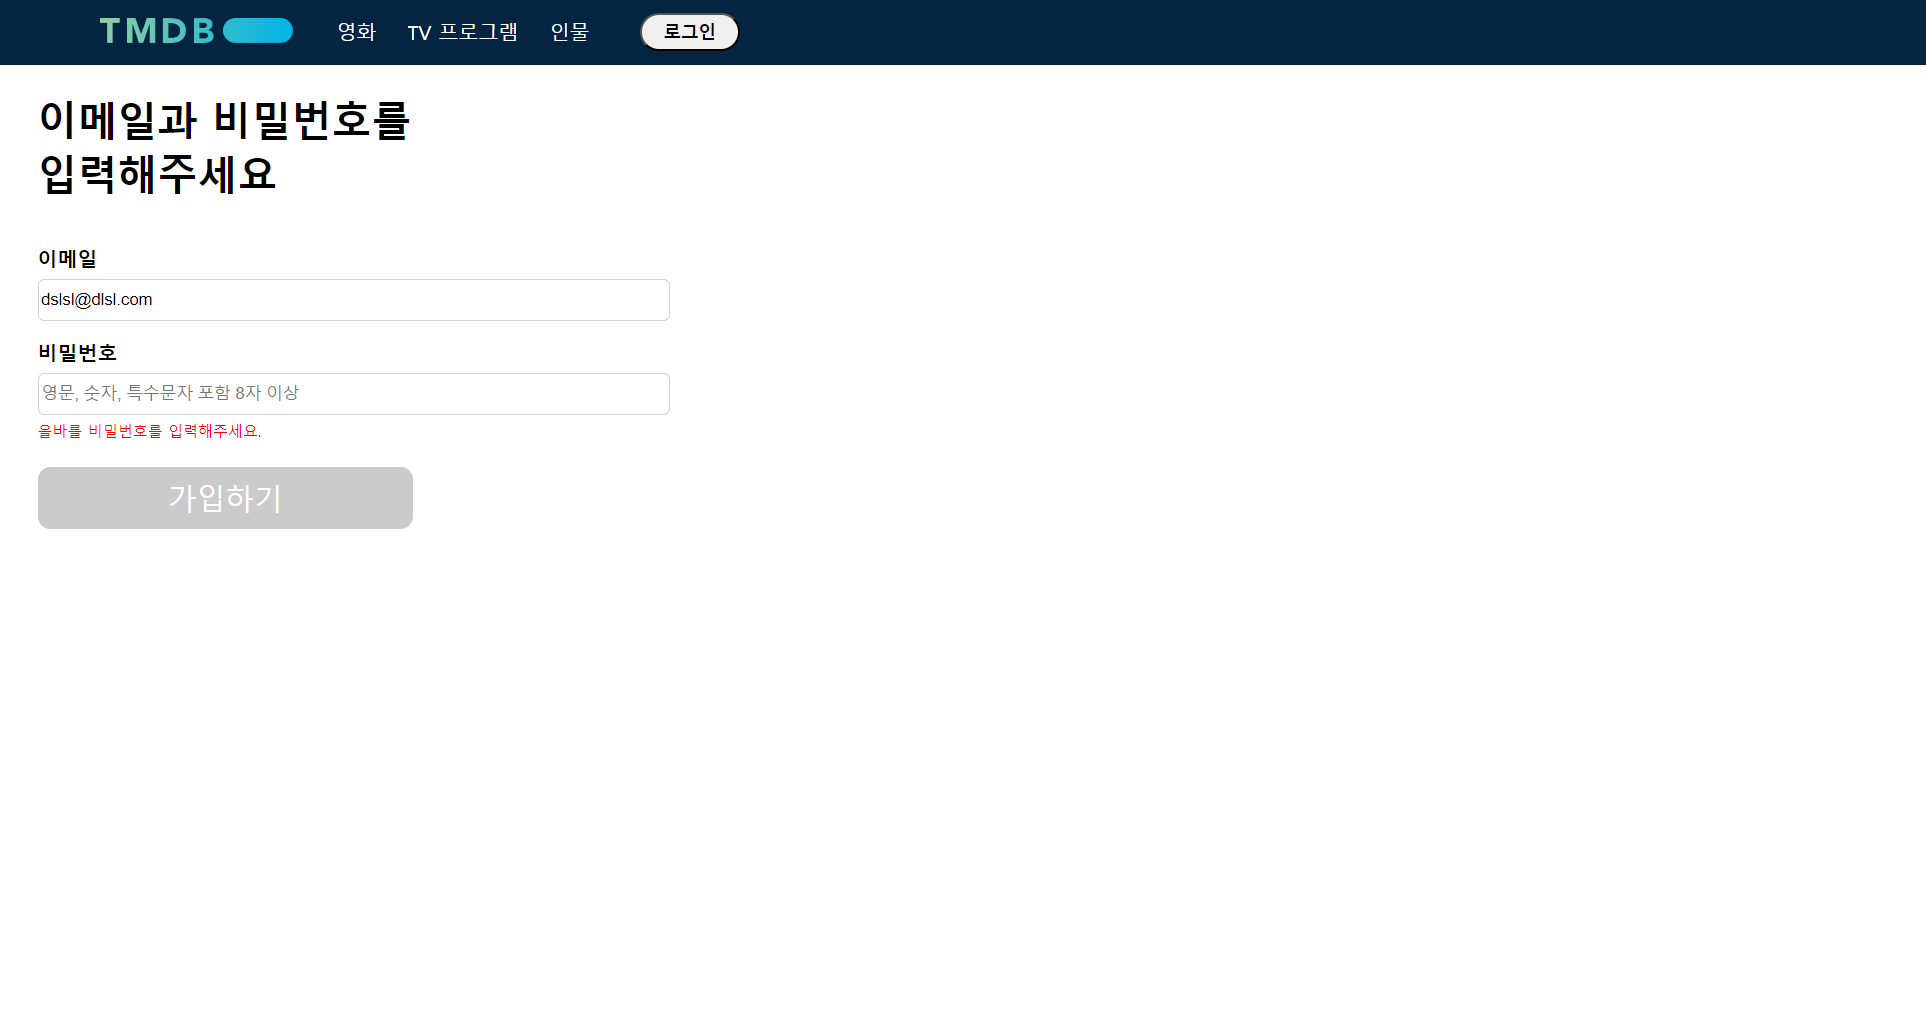 TMDB
영화
TV 프로그램
인물
로그인
이메일과 비밀번호를
입력해주세요
이메일
dslsl@dlsl.com
비밀번호
영문, 숫자, 특수문자 포함 8자 이상
올바를 비밀번호를 입력해주세요.
가입하기